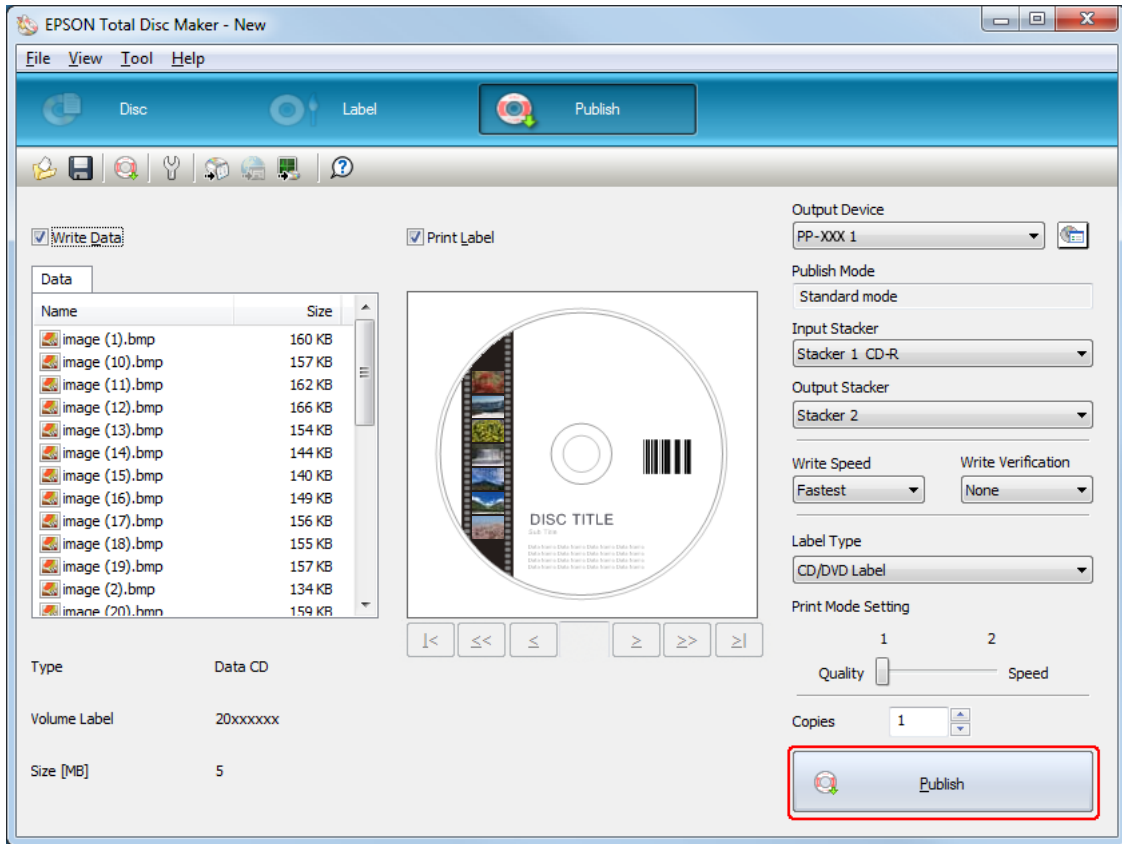 EPSON Total Disc Maker - New
File View Tool Help
Disc Label Publish
Write Data
Data
Name Size
image (1).bmp 160 KB
image (10).bmp 157 KB
image (11).bmp 162 KB
image (12).bmp 166 KB
image (13).bmp 154 KB
image (14).bmp 144 KB
image (15).bmp 140 KB
image (16).bmp 149 KB
image (17).bmp 156 KB
image (18).bmp 155 KB
image (19).bmp 157 KB
image (2).bmp 134 KB
image (20).bmp 159 KB
Type Data CD
Volume Label 20xxxxxx
Size [MB] 5
Print Label
DISC TITLE
Sub Title
|< << < > >> >|
Output Device
PP-XXX 1
Publish Mode
Standard mode
Input Stacker
Stacker 1 CD-R
Output Stacker
Stacker 2
Write Speed Write Verification
Fastest None
Label Type
CD/DVD Label
Print Mode Setting
1 2
Quality Speed
Copies 1
Publish